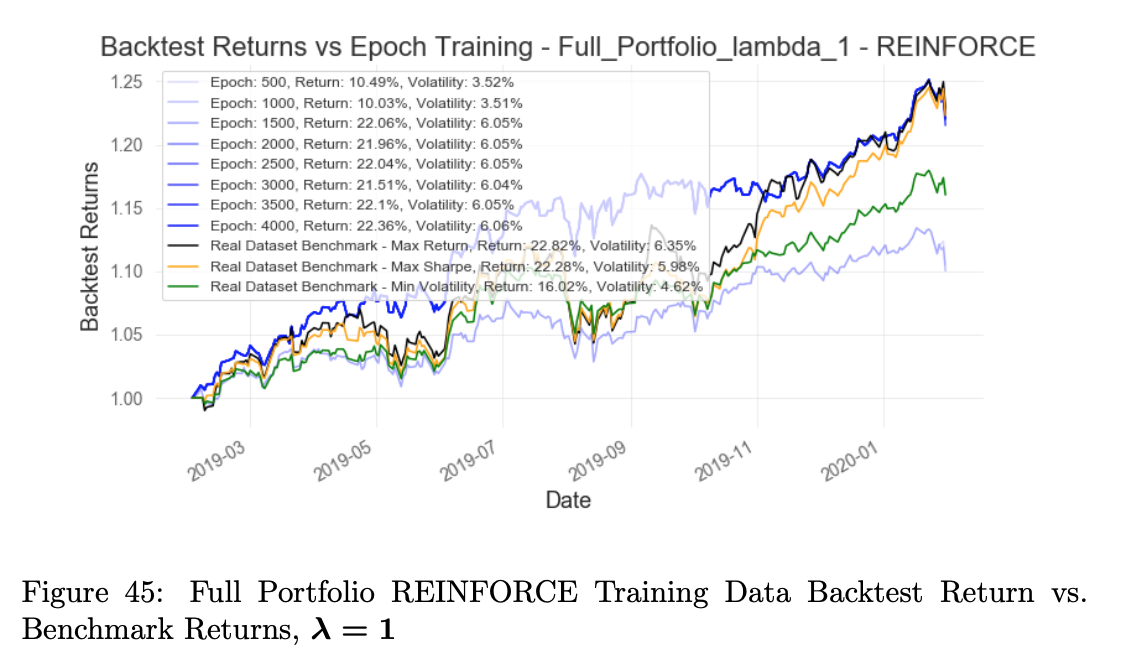 Backtest Returns vs Epoch Training - Full_Portfolio_lambda_1 - REINFORCE
Epoch: 500, Return: 10.49%, Volatility: 3.52%
Epoch: 1000, Return: 10.03%, Volatility: 3.51%
Epoch: 1500, Return: 22.06%, Volatility: 6.05%
Epoch: 2000, Return: 21.96%, Volatility: 6.05%
Epoch: 2500, Return: 22.04%, Volatility: 6.05%
Epoch: 3000, Return: 21.51%, Volatility: 6.04%
Epoch: 3500, Return: 22.1%, Volatility: 6.05%
Epoch: 4000, Return: 22.36%, Volatility: 6.06%
Real Dataset Benchmark - Max Return, Return: 22.82%, Volatility: 6.35%
Real Dataset Benchmark - Max Sharpe, Return: 22.28%, Volatility: 5.98%
Real Dataset Benchmark - Min Volatility, Return: 16.02%, Volatility: 4.62%
Backtest Returns
1.25
1.20
1.15
1.10
1.05
1.00
2019-03
2019-05
2019-07
2019-09
2019-11
2020-01
Date
Figure 45: Full Portfolio REINFORCE Training Data Backtest Return vs.
Benchmark Returns, λ = 1